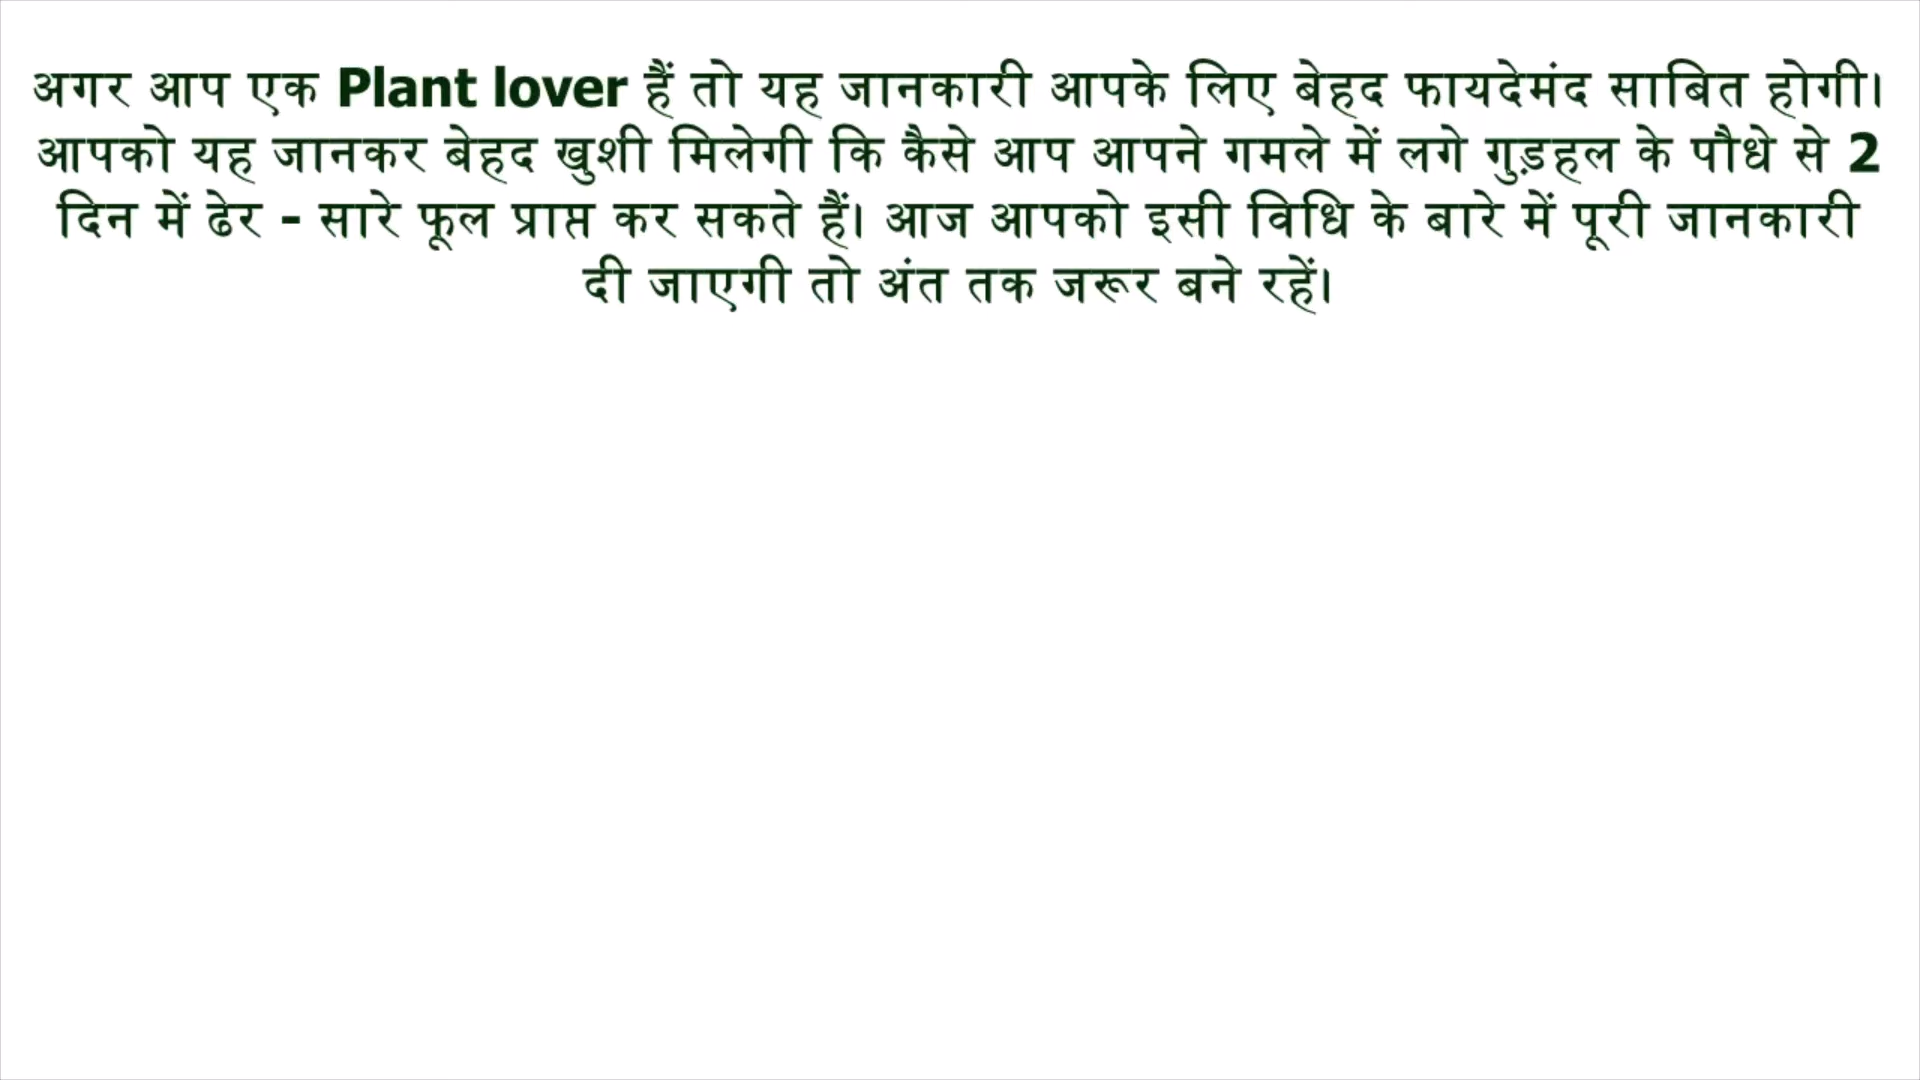 अगर आप एक Plant lover हैं तो यह जानकारी आपके लिए बेहद फायदेमंद साबित होगी।
आपको यह जानकर बेहद खुशी मिलेगी कि कैसे आप आपने गमले में लगे गुड़हल के पौधे से 2
दिन में ढेर - सारे फूल प्राप्त कर सकते हैं। आज आपको इसी विधि के बारे में पूरी जानकारी
दी जाएगी तो अंत तक जरूर बने रहें।